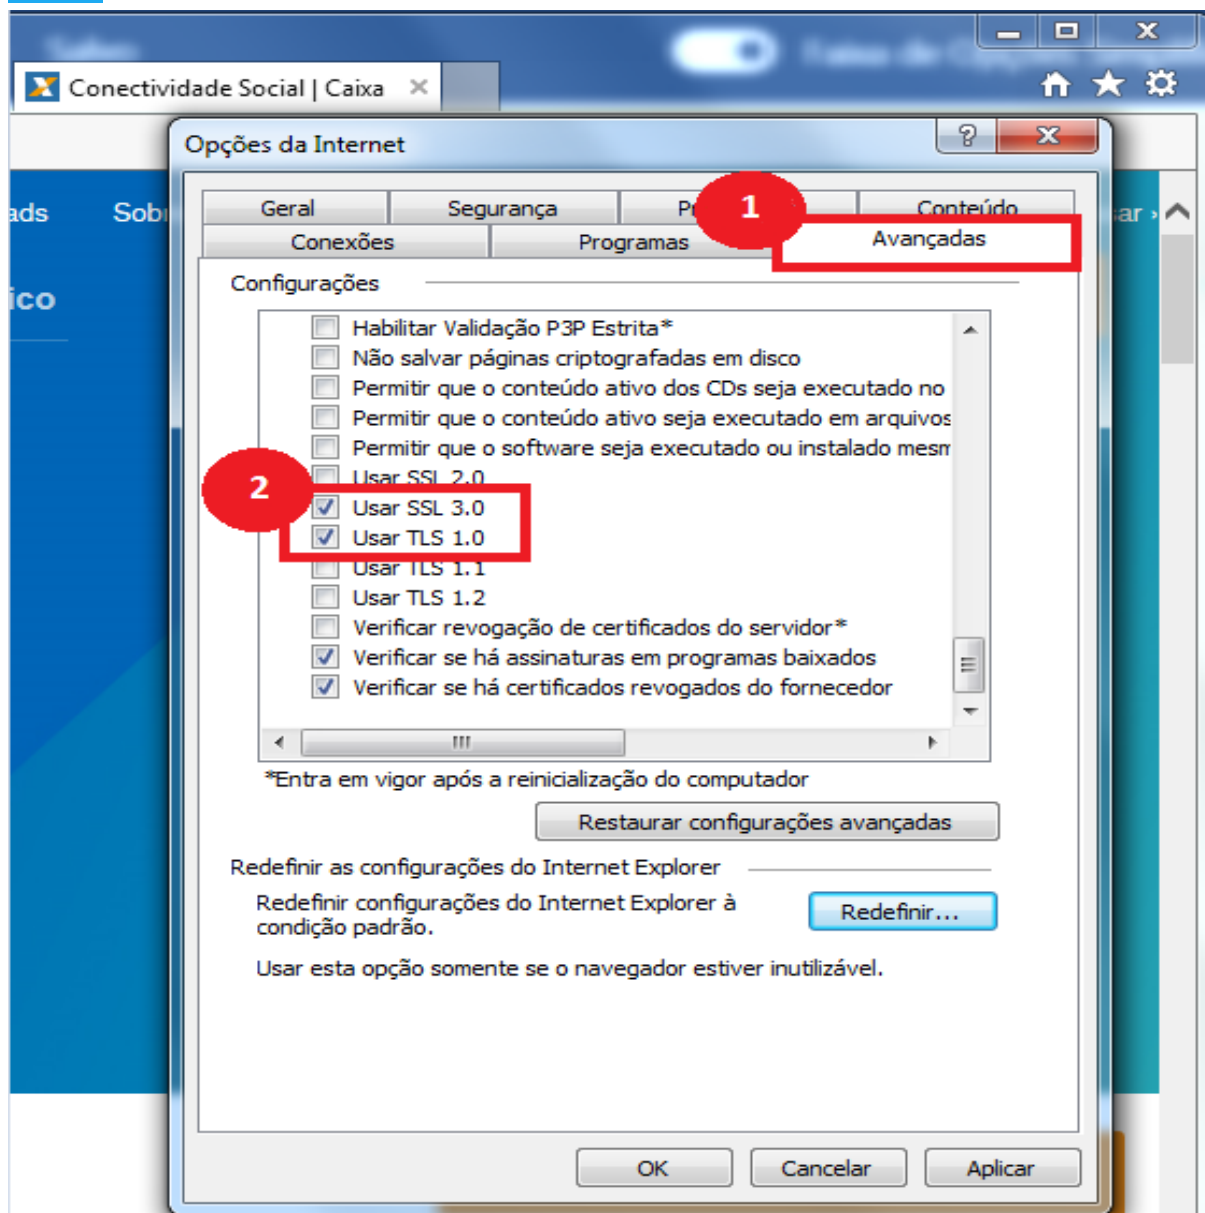 Conectividade Social | Caixa
Opções da Internet
ads
Geral
Segurança
1
Conteúdo
Conexões
Programas
Avançadas
ico
Configurações
Habilitar Validação P3P Estrita*
Não salvar páginas criptografadas em disco
Permitir que o conteúdo ativo dos CDs seja executado no
Permitir que o conteúdo ativo seja executado em arquivos
Permitir que o software seja executado ou instalado mesm
2
Usar SSL 2.0
Usar SSL 3.0
Usar TLS 1.0
Usar TLS 1.1
Usar TLS 1.2
Verificar revogação de certificados do servidor*
Verificar se há assinaturas em programas baixados
Verificar se há certificados revogados do fornecedor
*Entra em vigor após a reinicialização do computador
Restaurar configurações avançadas
Redefinir as configurações do Internet Explorer
Redefinir configurações do Internet Explorer à
condição padrão.
Redefinir...
Usar esta opção somente se o navegador estiver inutilizável.
OK
Cancelar
Aplicar